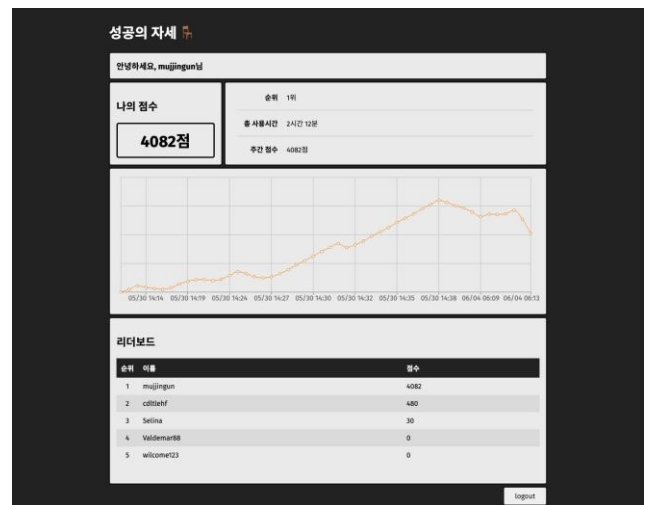 성공의 자세
안녕하세요, mujjingun님
나의 점수
4082점
순위 1위
총 사용시간 2시간 12분
주간 점수 4082점
05/30 14:14 05/30 14:19 05/30 14:24 05/30 14:27 05/30 14:30 05/30 14:32 05/30 14:35 05/30 14:38 06/04 06:09 06/04 06:13
리더보드
순위 이름 점수
1 mujjingun 4082
2 cditlehf 480
3 Selina 30
4 Valdemar88 0
5 wilcome123 0
logout